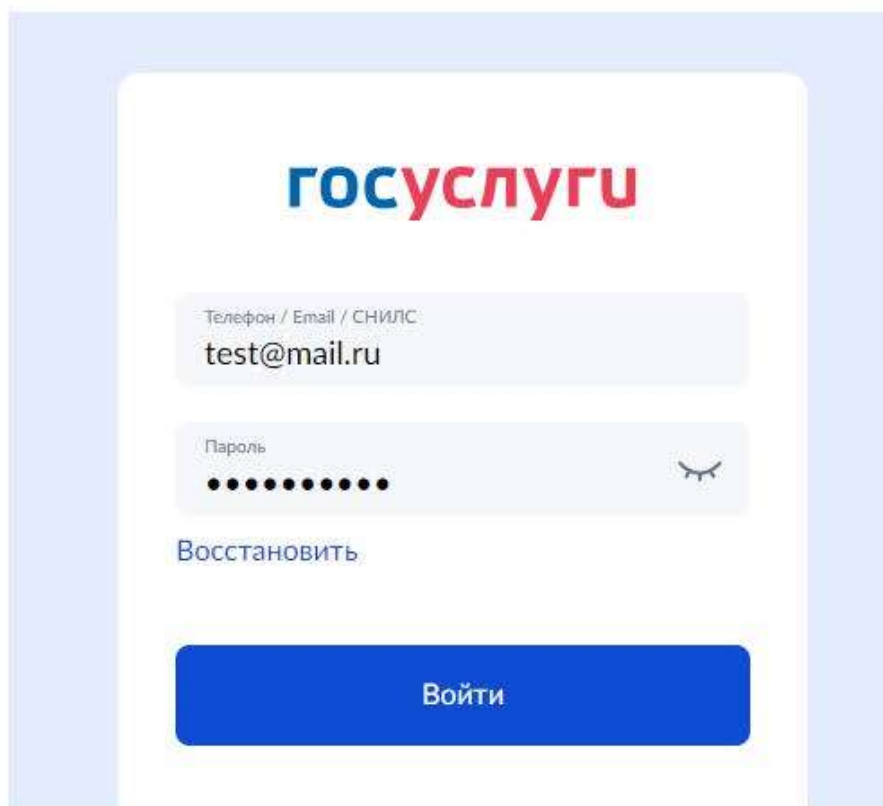 госуслуги
Телефон / Email / СНИЛС
test@mail.ru
Пароль
••••••••••
Восстановить
Войти